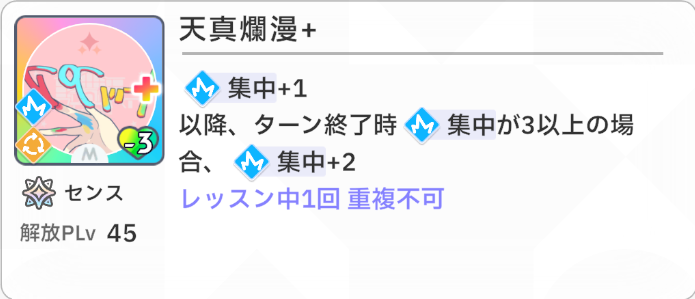 天真爛漫+
集中+1
以降、ターン終了時 集中が3以上の場
合、 集中+2
レッスン中1回 重複不可
-3
M
センス
解放PLv 45